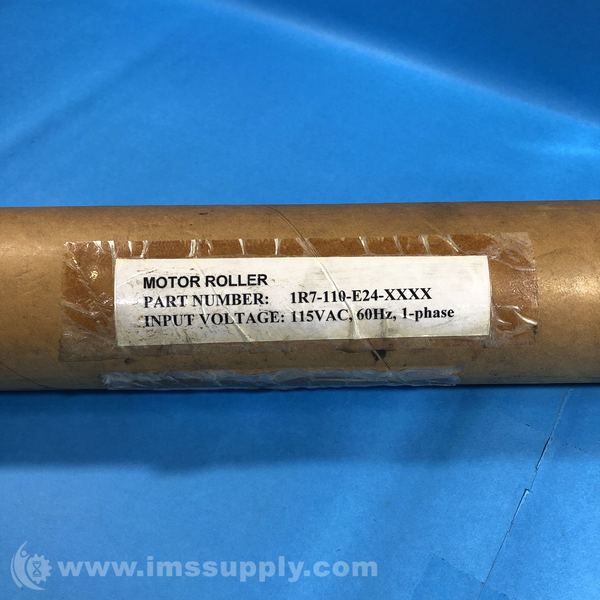 MOTOR ROLLER
PART NUMBER: 1R7-110-E24-XXXX
INPUT VOLTAGE: 115VAC, 60Hz, 1-phase
www.imssupply.com